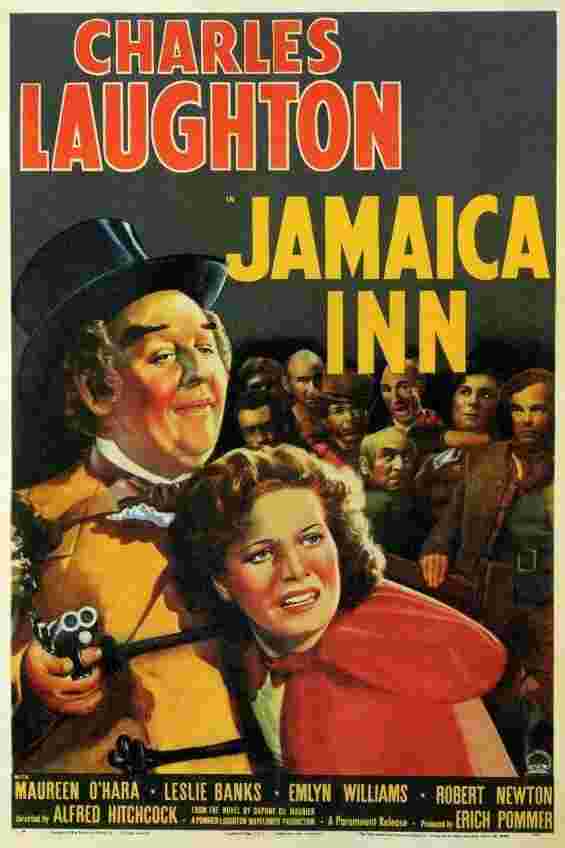 CHARLES
LAUGHTON
IN
JAMAICA
INN
WITH
MAUREEN O'HARA • LESLIE BANKS • EMLYN WILLIAMS • ROBERT NEWTON
Directed by ALFRED HITCHCOCK FROM THE NOVEL BY DAPHNE DU MAURIER
A POMMER-LAUGHTON MAYFLOWER PRODUCTION • A Paramount Release • Produced by ERICH POMMER